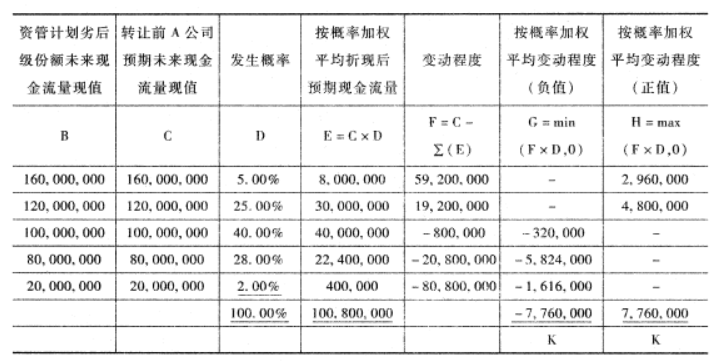 资管计划劣后 转让前 A 公司 按概率加权 按概率加权 按概率加权
级份额未来现 预期未来现金 发生概率 平均折现后 变动程度 平均变动程度 平均变动程度
金流量现值 流量现值 预期现金流量 （负值） （正值）
B C D E = C × D F = C − ∑(E) G = min (F × D,0) H = max (F × D,0)
160,000,000 160,000,000 5.00% 8,000,000 59,200,000 – 2,960,000
120,000,000 120,000,000 25.00% 30,000,000 19,200,000 – 4,800,000
100,000,000 100,000,000 40.00% 40,000,000 −800,000 −320,000 –
80,000,000 80,000,000 28.00% 22,400,000 −20,800,000 −5,824,000 –
20,000,000 20,000,000 2.00% 400,000 −80,800,000 −1,616,000 –
100.00% 100,800,000 −7,760,000 7,760,000
K K